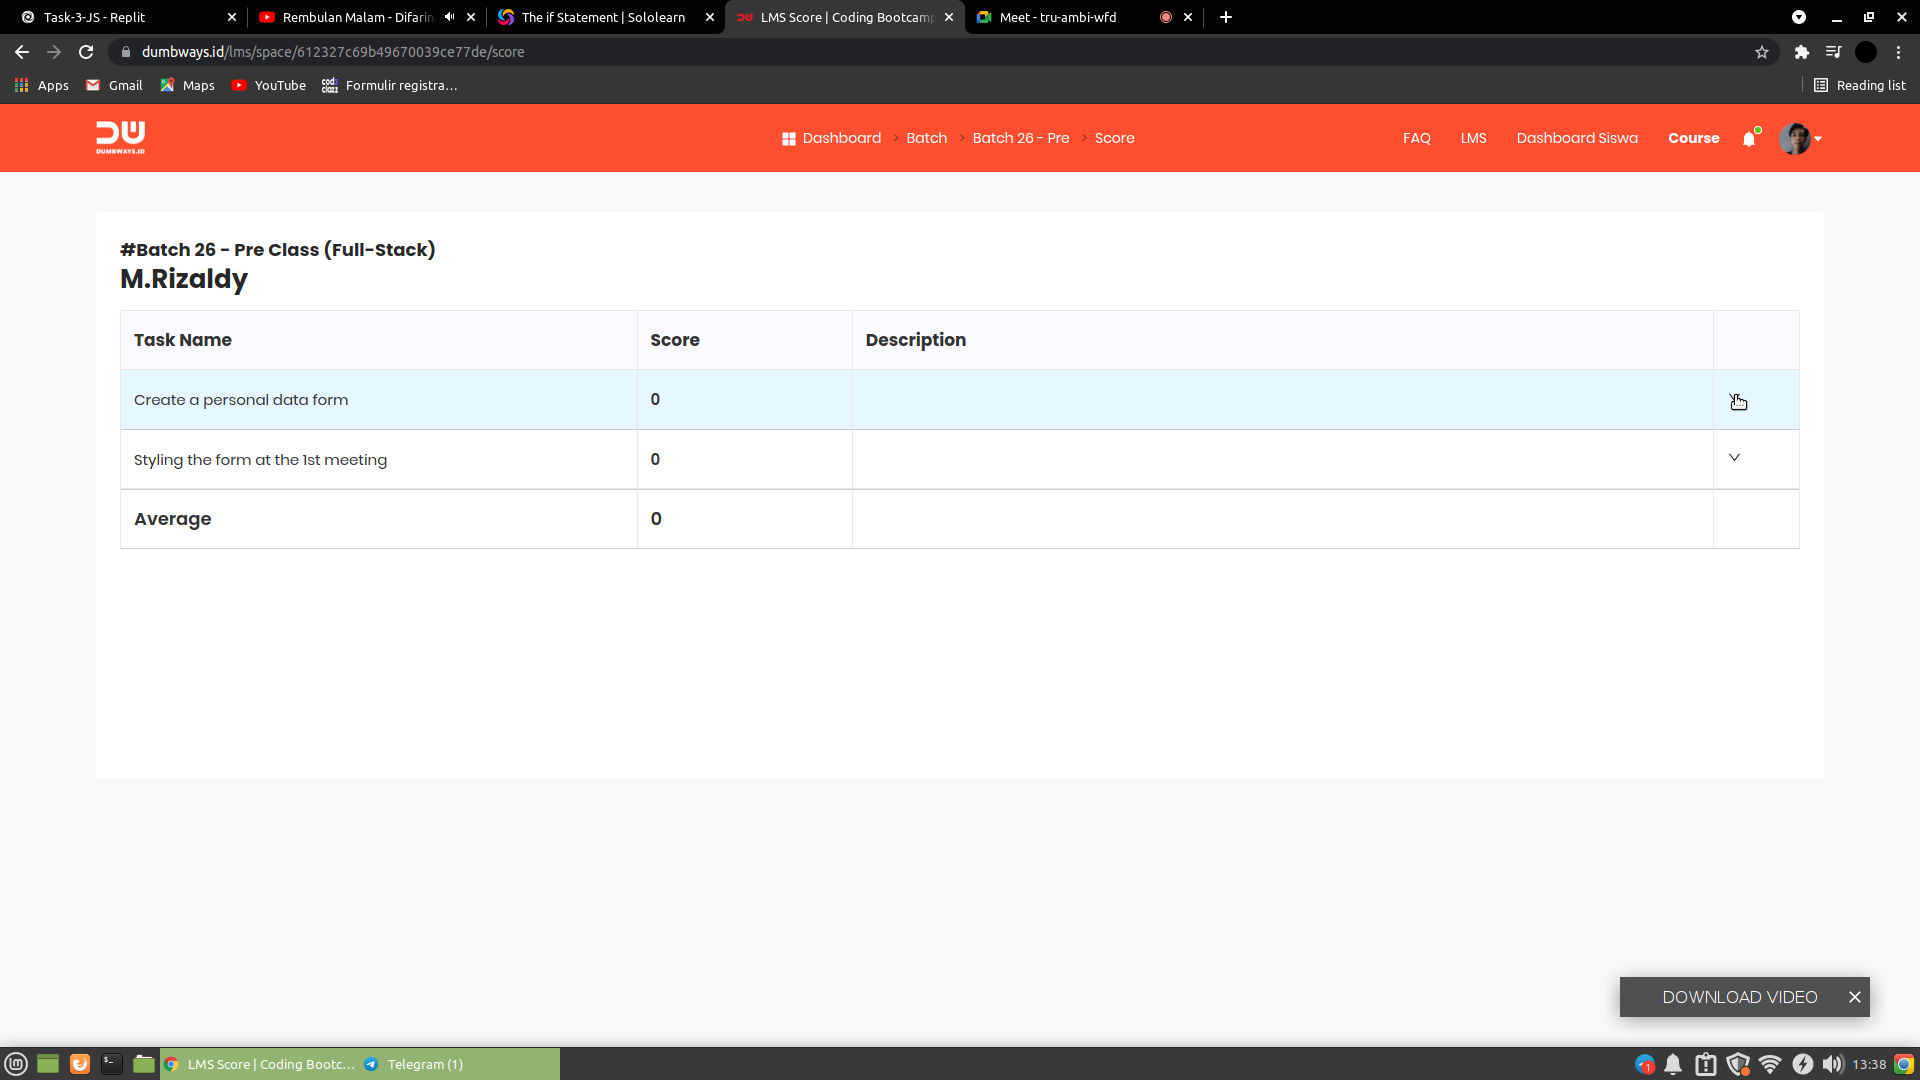 Task-3-JS - Replit
Rembulan Malam - Difarin
The if Statement | Sololearn
LMS Score | Coding Bootcamp
Meet - tru-ambi-wfd
dumbways.id/lms/space/612327c69b49670039ce77de/score
Apps
Gmail
Maps
YouTube
code clazz
Formulir registra...
Reading list
DW
DUMBWAYS.ID
Dashboard > Batch > Batch 26 - Pre > Score
FAQ
LMS
Dashboard Siswa
Course
#Batch 26 - Pre Class (Full-Stack)
M.Rizaldy
Task Name Score Description
Create a personal data form 0
Styling the form at the 1st meeting 0
Average 0
DOWNLOAD VIDEO
LMS Score | Coding Bootc...
Telegram (1)
1
13:38